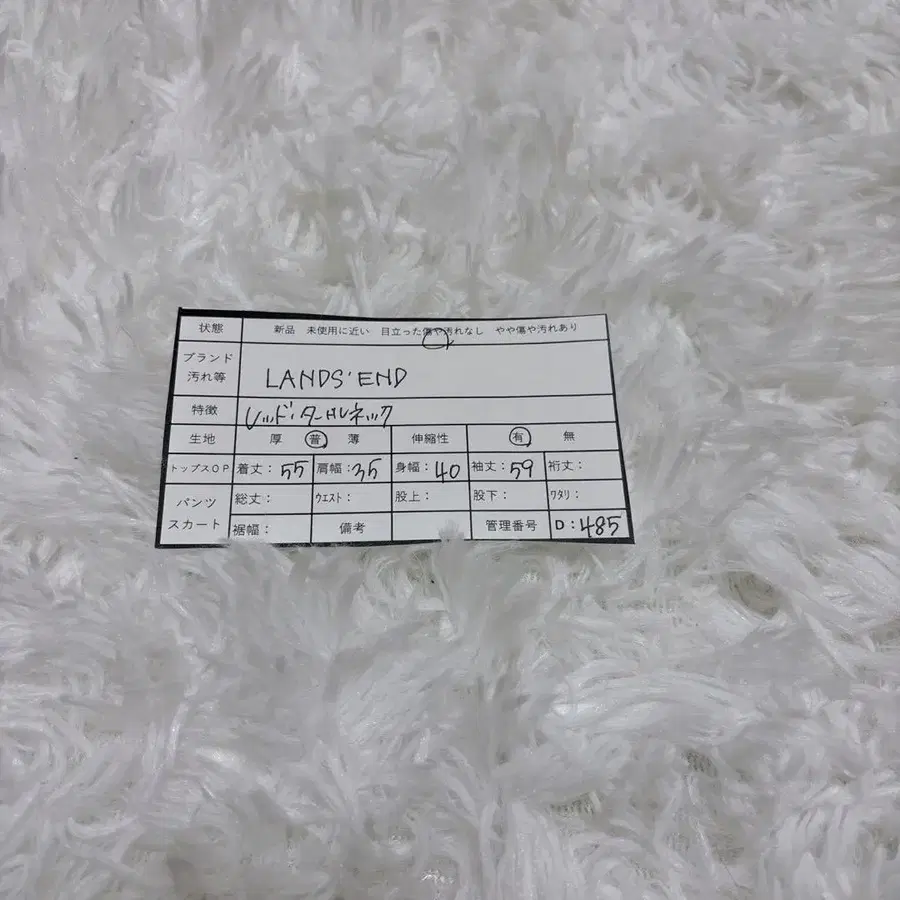 状態 新品 未使用に近い 目立った傷や汚れなし やや傷や汚れあり
ブランド
汚れ等 LANDS'END
特徴 レッド・タートルネック
生地 厚 普 薄 伸縮性 有 無
トップスOP 着丈: 55 肩幅: 35 身幅: 40 袖丈: 59 裄丈:
パンツ
スカート 総丈: ウエスト: 股上: 股下: ワタリ:
裾幅: 備考 管理番号 D: 485